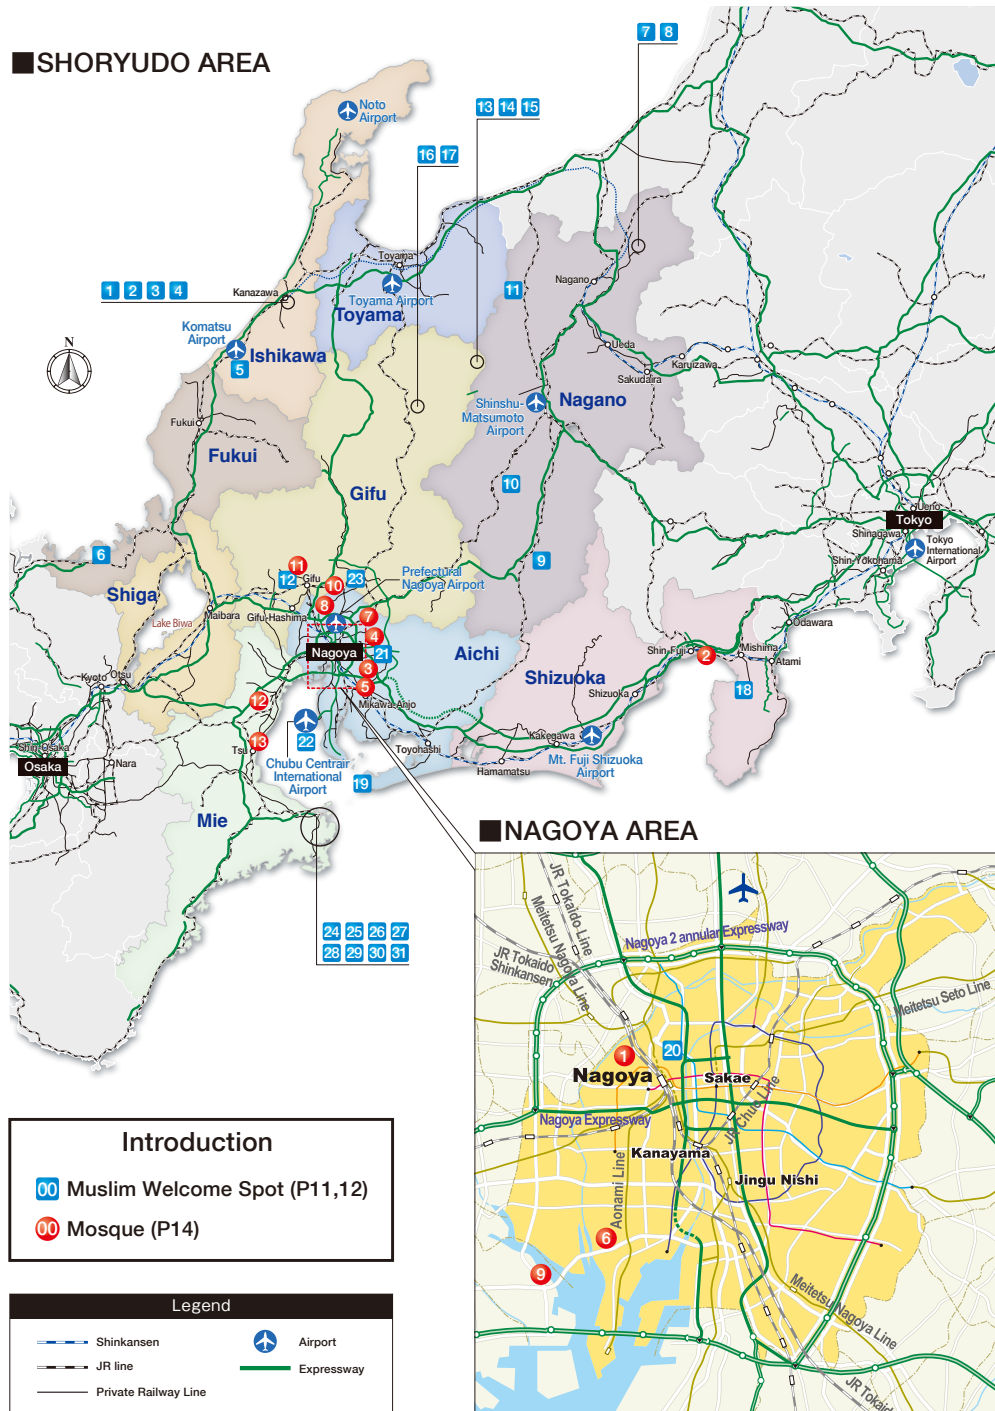 ■SHORYUDO AREA
7 8
Noto
Airport
13 14 15
16 17
Toyama
Nagano
11
1 2 3 4
Kanazawa
Toyama Airport
Toyama
Komatsu
Airport
N
Ishikawa
5
Ueda
Karuizawa
Sakudaira
Shinshu-
Matsumoto
Airport
Nagano
Fukui
Fukui
10
Gifu
Ueno
Tokyo
Shinagawa
Tokyo
International
Airport
6
9
11
12
Gifu
10
23
Prefectural
Nagoya Airport
Shin-Yokohama
Shiga
8
7
Maibara
Gifu-Hashima
Lake Biwa
4
Odawara
Nagoya
21
Aichi
Shin-Fuji
2
Mishima
Atami
Kyoto
Otsu
3
Shizuoka
5
Shizuoka
18
12
Mikawa-Anjo
22
13
Tsu
Shin-Osaka
Osaka
Nara
Chubu Centrair
International
Airport
Toyohashi
Kakegawa
Mt. Fuji Shizuoka
Airport
Hamamatsu
19
Mie
■NAGOYA AREA
24 25 26 27
28 29 30 31
JR Tokaido Line
Meitetsu Nagoya Line
Nagoya 2 annular Expressway
JR Tokaido
Shinkansen
Meitetsu Seto Line
20
1
Nagoya
Sakae
JR Chuo Line
Nagoya Expressway
Kanayama
Jingu Nishi
Aonami Line
6
9
Meitetsu Nagoya Line
JR Tokaido
Introduction
00 Muslim Welcome Spot (P11,12)
00 Mosque (P14)
Legend
Shinkansen
Airport
JR line
Expressway
Private Railway Line